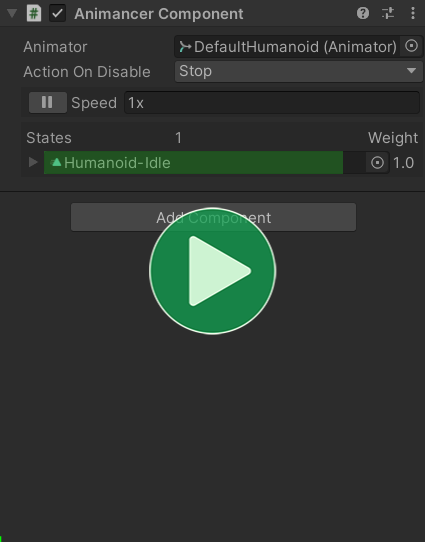 Animancer Component
Animator DefaultHumanoid (Animator)
Action On Disable Stop
Speed 1x
States 1 Weight
Humanoid-Idle 1.0
Add Component